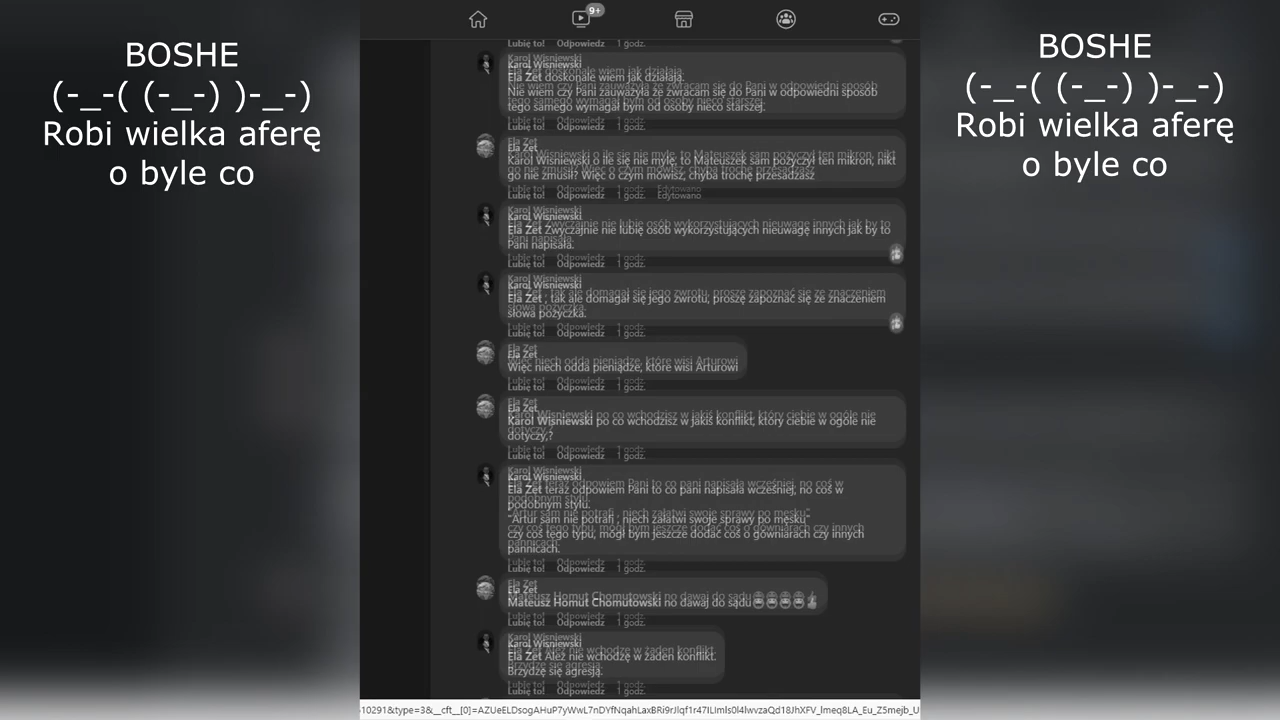 BOSHE
(-_-( (-_-) )-_-)
Robi wielka aferę
o byle co
9+
Lubię to! Odpowiedz 1 godz.
Karol Wisniewski
Ela Zet doskonale wiem jak działają.
Nie wiem czy Pani zauważyła że zwracam się do Pani w odpowiedni sposób
tego samego wymagał bym od osoby nieco starszej.
Lubię to! Odpowiedz 1 godz.
Ela Zet
Karol Wisniewski o ile się nie mylę, to Mateuszek sam pożyczył ten mikron, nikt
go nie zmusił? Więc o czym mówisz, chyba trochę przesadzasz
Lubię to! Odpowiedz 1 godz. Edytowano
Karol Wisniewski
Ela Zet Zwyczajnie nie lubię osób wykorzystujących nieuwagę innych jak by to
Pani napisała.
Lubię to! Odpowiedz 1 godz.
Karol Wisniewski
Ela Zet , tak ale domagał się jego zwrotu, proszę zapoznać się ze znaczeniem
słowa pożyczka.
Lubię to! Odpowiedz 1 godz.
Ela Zet
Więc niech odda pieniądze, które wisi Arturowi
Lubię to! Odpowiedz 1 godz.
Ela Zet
Karol Wisniewski po co wchodzisz w jakiś konflikt, który ciebie w ogóle nie
dotyczy,?
Lubię to! Odpowiedz 1 godz.
Karol Wisniewski
Ela Zet teraz odpowiem Pani to co pani napisała wcześniej, no coś w
podobnym stylu.
"Artur sam nie potrafi , niech załatwi swoje sprawy po męsku"
czy coś tego typu, mógł bym jeszcze dodać coś o gówniarach czy innych
pannicach.
Lubię to! Odpowiedz 1 godz.
Ela Zet
Mateusz Homut Chomutowski no dawaj do sądu
Lubię to! Odpowiedz 1 godz.
Karol Wisniewski
Ela Zet Ależ nie wchodzę w żaden konflikt.
Brzydzę się agresją.
Lubię to! Odpowiedz 1 godz.
BOSHE
(-_-( (-_-) )-_-)
Robi wielka aferę
o byle co